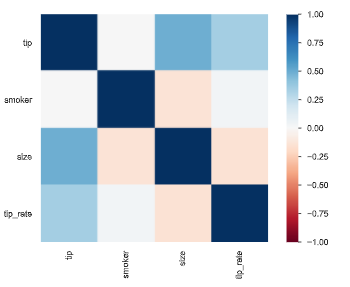 tip
smoker
size
tip_rate
tip
smoker
size
tip_rate
1.00
0.75
0.50
0.25
0.00
−0.25
−0.50
−0.75
−1.00